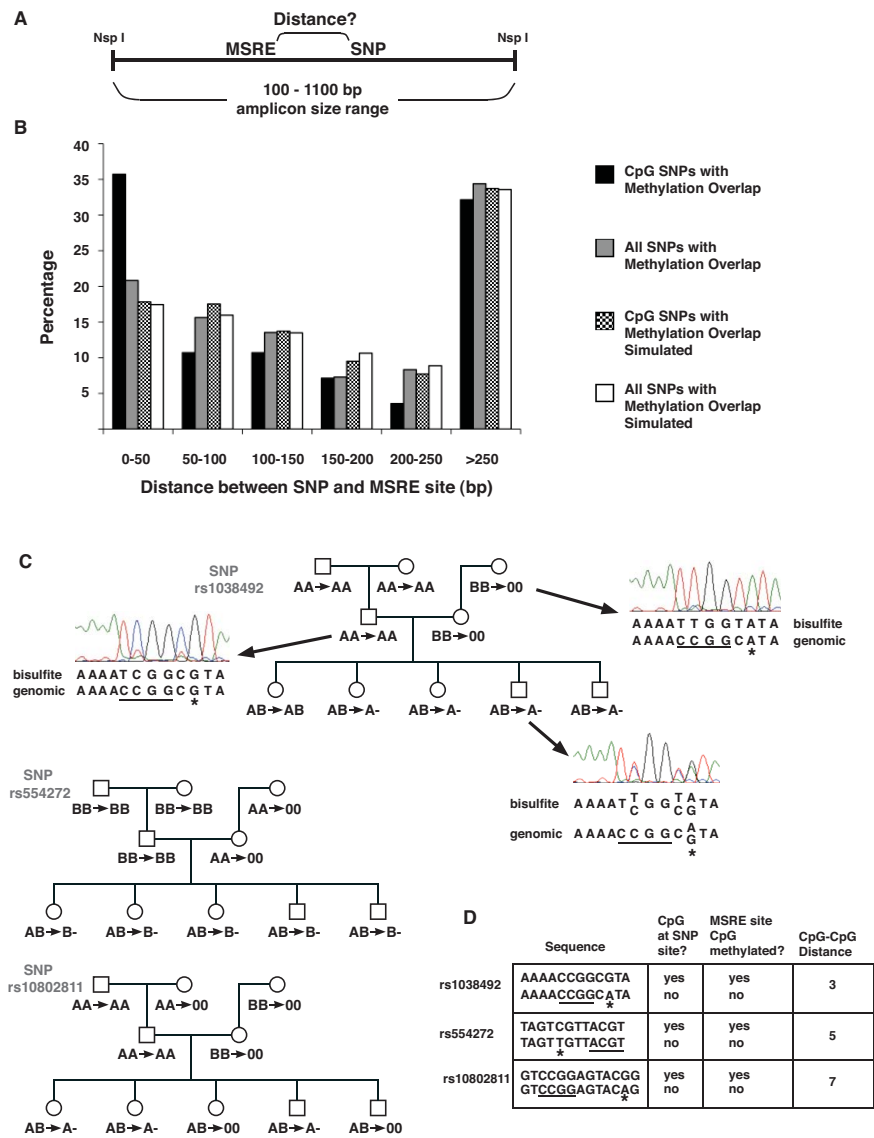 A
Distance?
Nsp I
Nsp I
MSRE
SNP
100 - 1100 bp
amplicon size range
B
40
35
30
25
20
15
10
5
Percentage
0-50 50-100 100-150 150-200 200-250 >250
Distance between SNP and MSRE site (bp)
CpG SNPs with
Methylation Overlap
All SNPs with
Methylation Overlap
CpG SNPs with
Methylation Overlap
Simulated
All SNPs with
Methylation Overlap
Simulated
C
SNP
rs1038492
AA→AA AA→AA BB→00
AA→AA BB→00
AB→AB AB→A- AB→A- AB→A- AB→A-
bisulfite A A A A T C G G C G T A
genomic A A A A C C G G C G T A
*
A A A A T T G G T A T A bisulfite
A A A A C C G G C A T A genomic
*
bisulfite A A A A T T/C G G T/C A/G T A
genomic A A A A C C G G C A/G T A
*
SNP
rs554272
BB→BB BB→BB AA→00
BB→BB AA→00
AB→B- AB→B- AB→B- AB→B- AB→B-
SNP
rs10802811
AA→AA AA→00 BB→00
AA→AA BB→00
AB→A- AB→A- AB→00 AB→A- AB→00
D
Sequence
CpG
at SNP
site?
MSRE site
CpG
methylated?
CpG-CpG
Distance
rs1038492
AAAACCGGCGTA yes yes
AAAACCGGCATA no no
*
3
rs554272
TAGTCGTTACGT yes yes
TAGTTGTTACGT no no
*
5
rs10802811
GTCCGGAGTACGG yes yes
GTCCGGAGTACAG no no
*
7